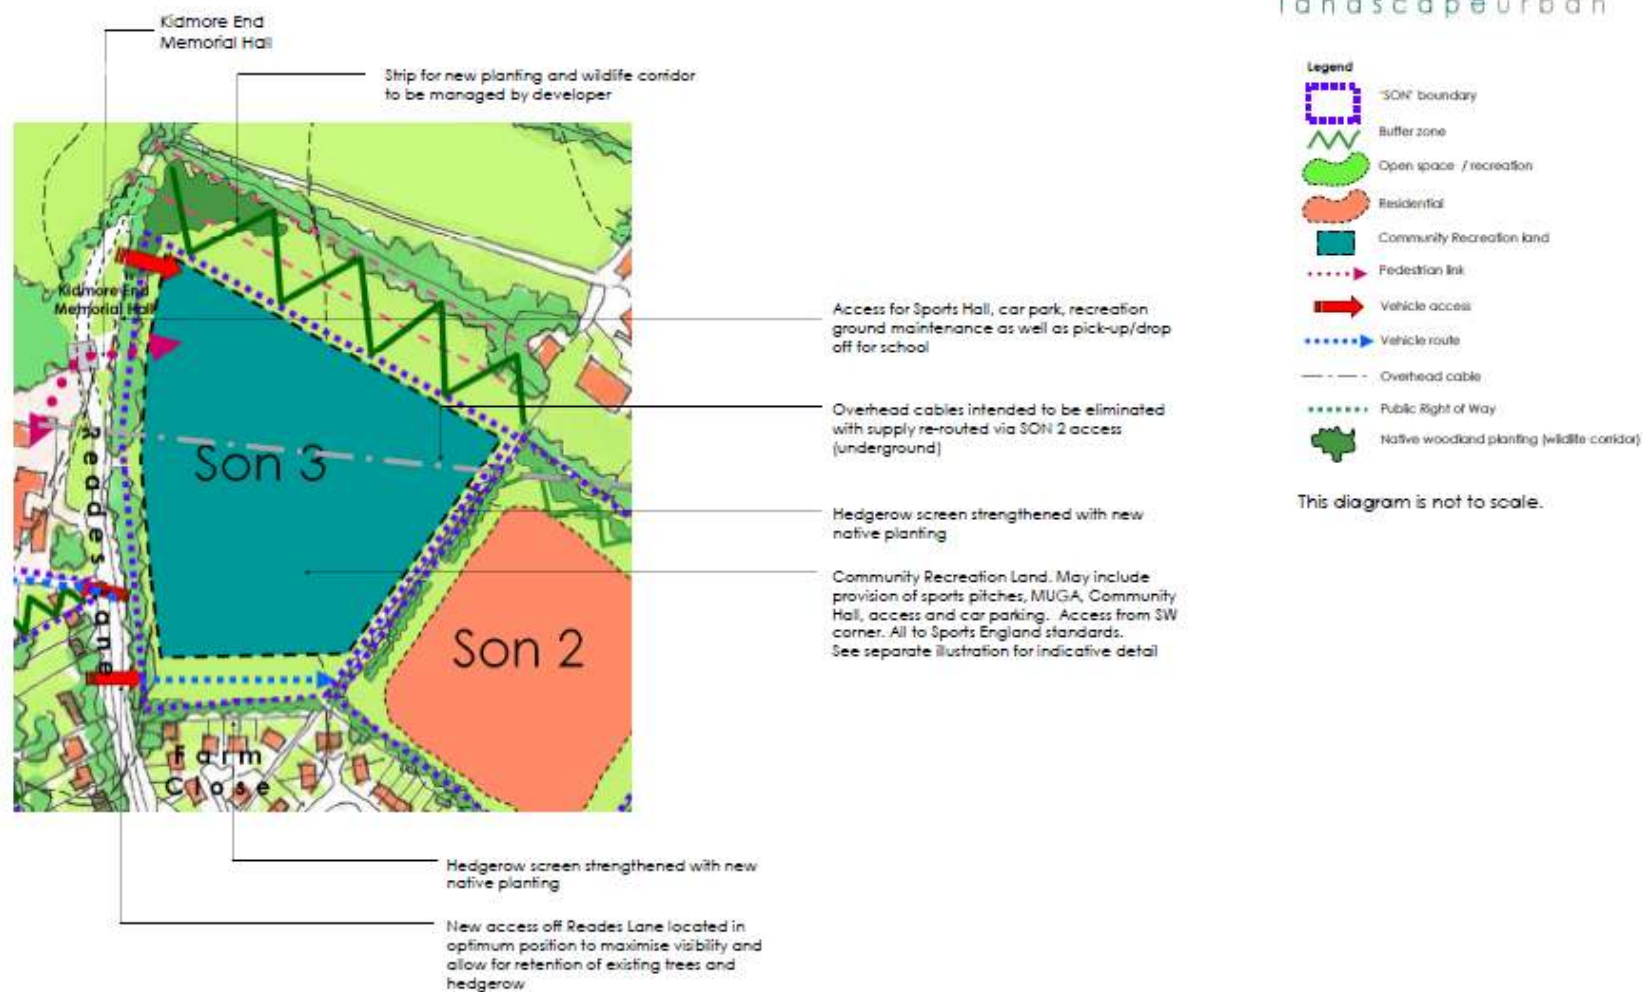 landscapeurban
Kidmore End
Memorial Hall
Strip for new planting and wildlife corridor
to be managed by developer
Legend
'SON' boundary
Buffer zone
Open space / recreation
Residential
Community Recreation land
Pedestrian link
Vehicle access
Vehicle route
Overhead cable
Public Right of Way
Native woodland planting (wildlife corridor)
This diagram is not to scale.
Kidmore End
Memorial Hall
Reades Lane
Son 3
Son 2
Farm
Close
Access for Sports Hall, car park, recreation
ground maintenance as well as pick-up/drop
off for school
Overhead cables intended to be eliminated
with supply re-routed via SON 2 access
(underground)
Hedgerow screen strengthened with new
native planting
Community Recreation Land. May include
provision of sports pitches, MUGA, Community
Hall, access and car parking. Access from SW
corner. All to Sports England standards.
See separate illustration for indicative detail
Hedgerow screen strengthened with new
native planting
New access off Reades Lane located in
optimum position to maximise visibility and
allow for retention of existing trees and
hedgerow